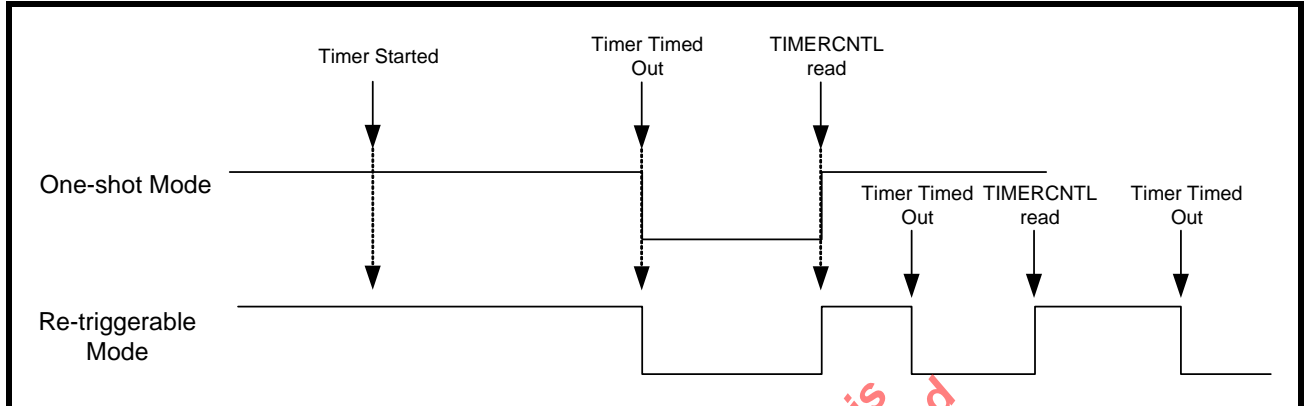 Timer Started
Timer Timed
Out
TIMERCNTL
read
One-shot Mode
Timer Timed
Out
TIMERCNTL
read
Timer Timed
Out
Re-triggerable
Mode
is
d